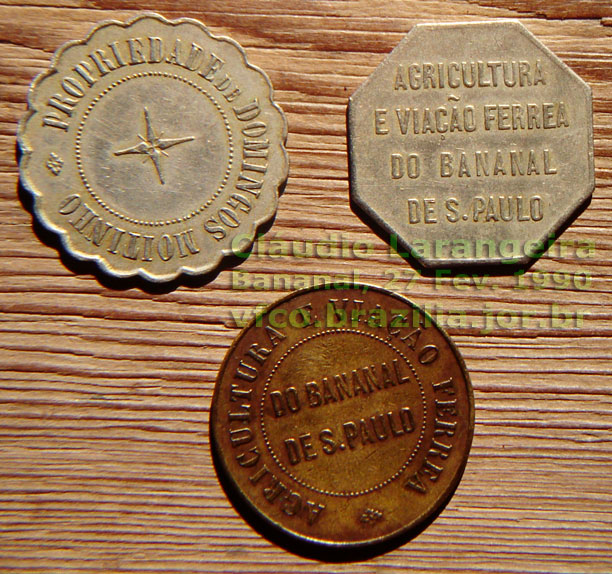 PROPRIEDADE DE DOMINGOS MOITINHO
AGRICULTURA
E VIAÇÃO FERREA
DO BANANAL
DE S. PAULO
Claudio Larangeira
Bananal, 27 Fev. 1990
vfco.brazilia.jor.br
AGRICULTURA E VIAÇÃO FERREA
DO BANANAL
DE S. PAULO